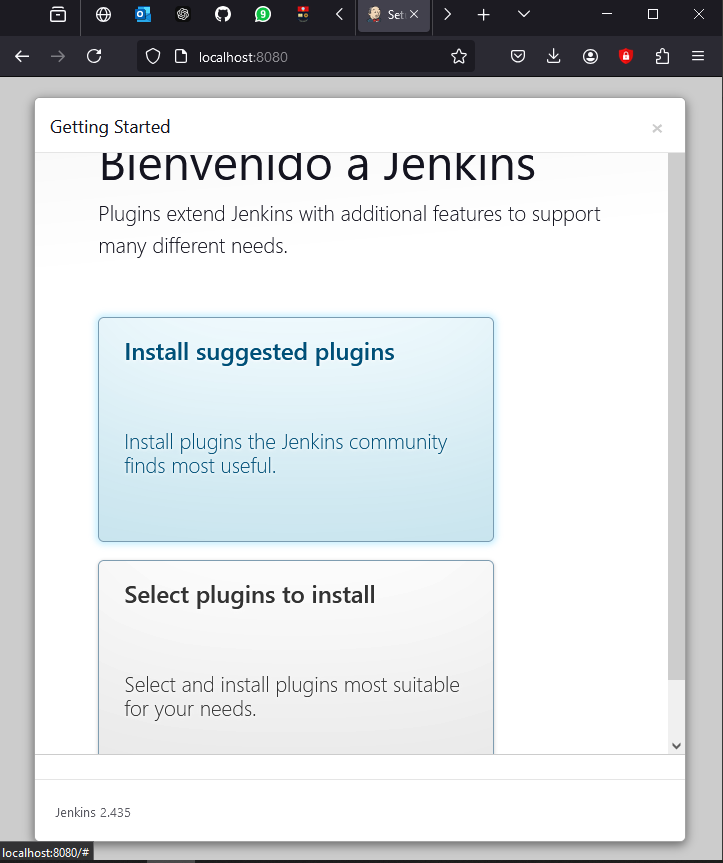 9
Set
localhost:8080
Getting Started
×
Bienvenido a Jenkins
Plugins extend Jenkins with additional features to support
many different needs.
Install suggested plugins
Install plugins the Jenkins community
finds most useful.
Select plugins to install
Select and install plugins most suitable
for your needs.
Jenkins 2.435
localhost:8080/#